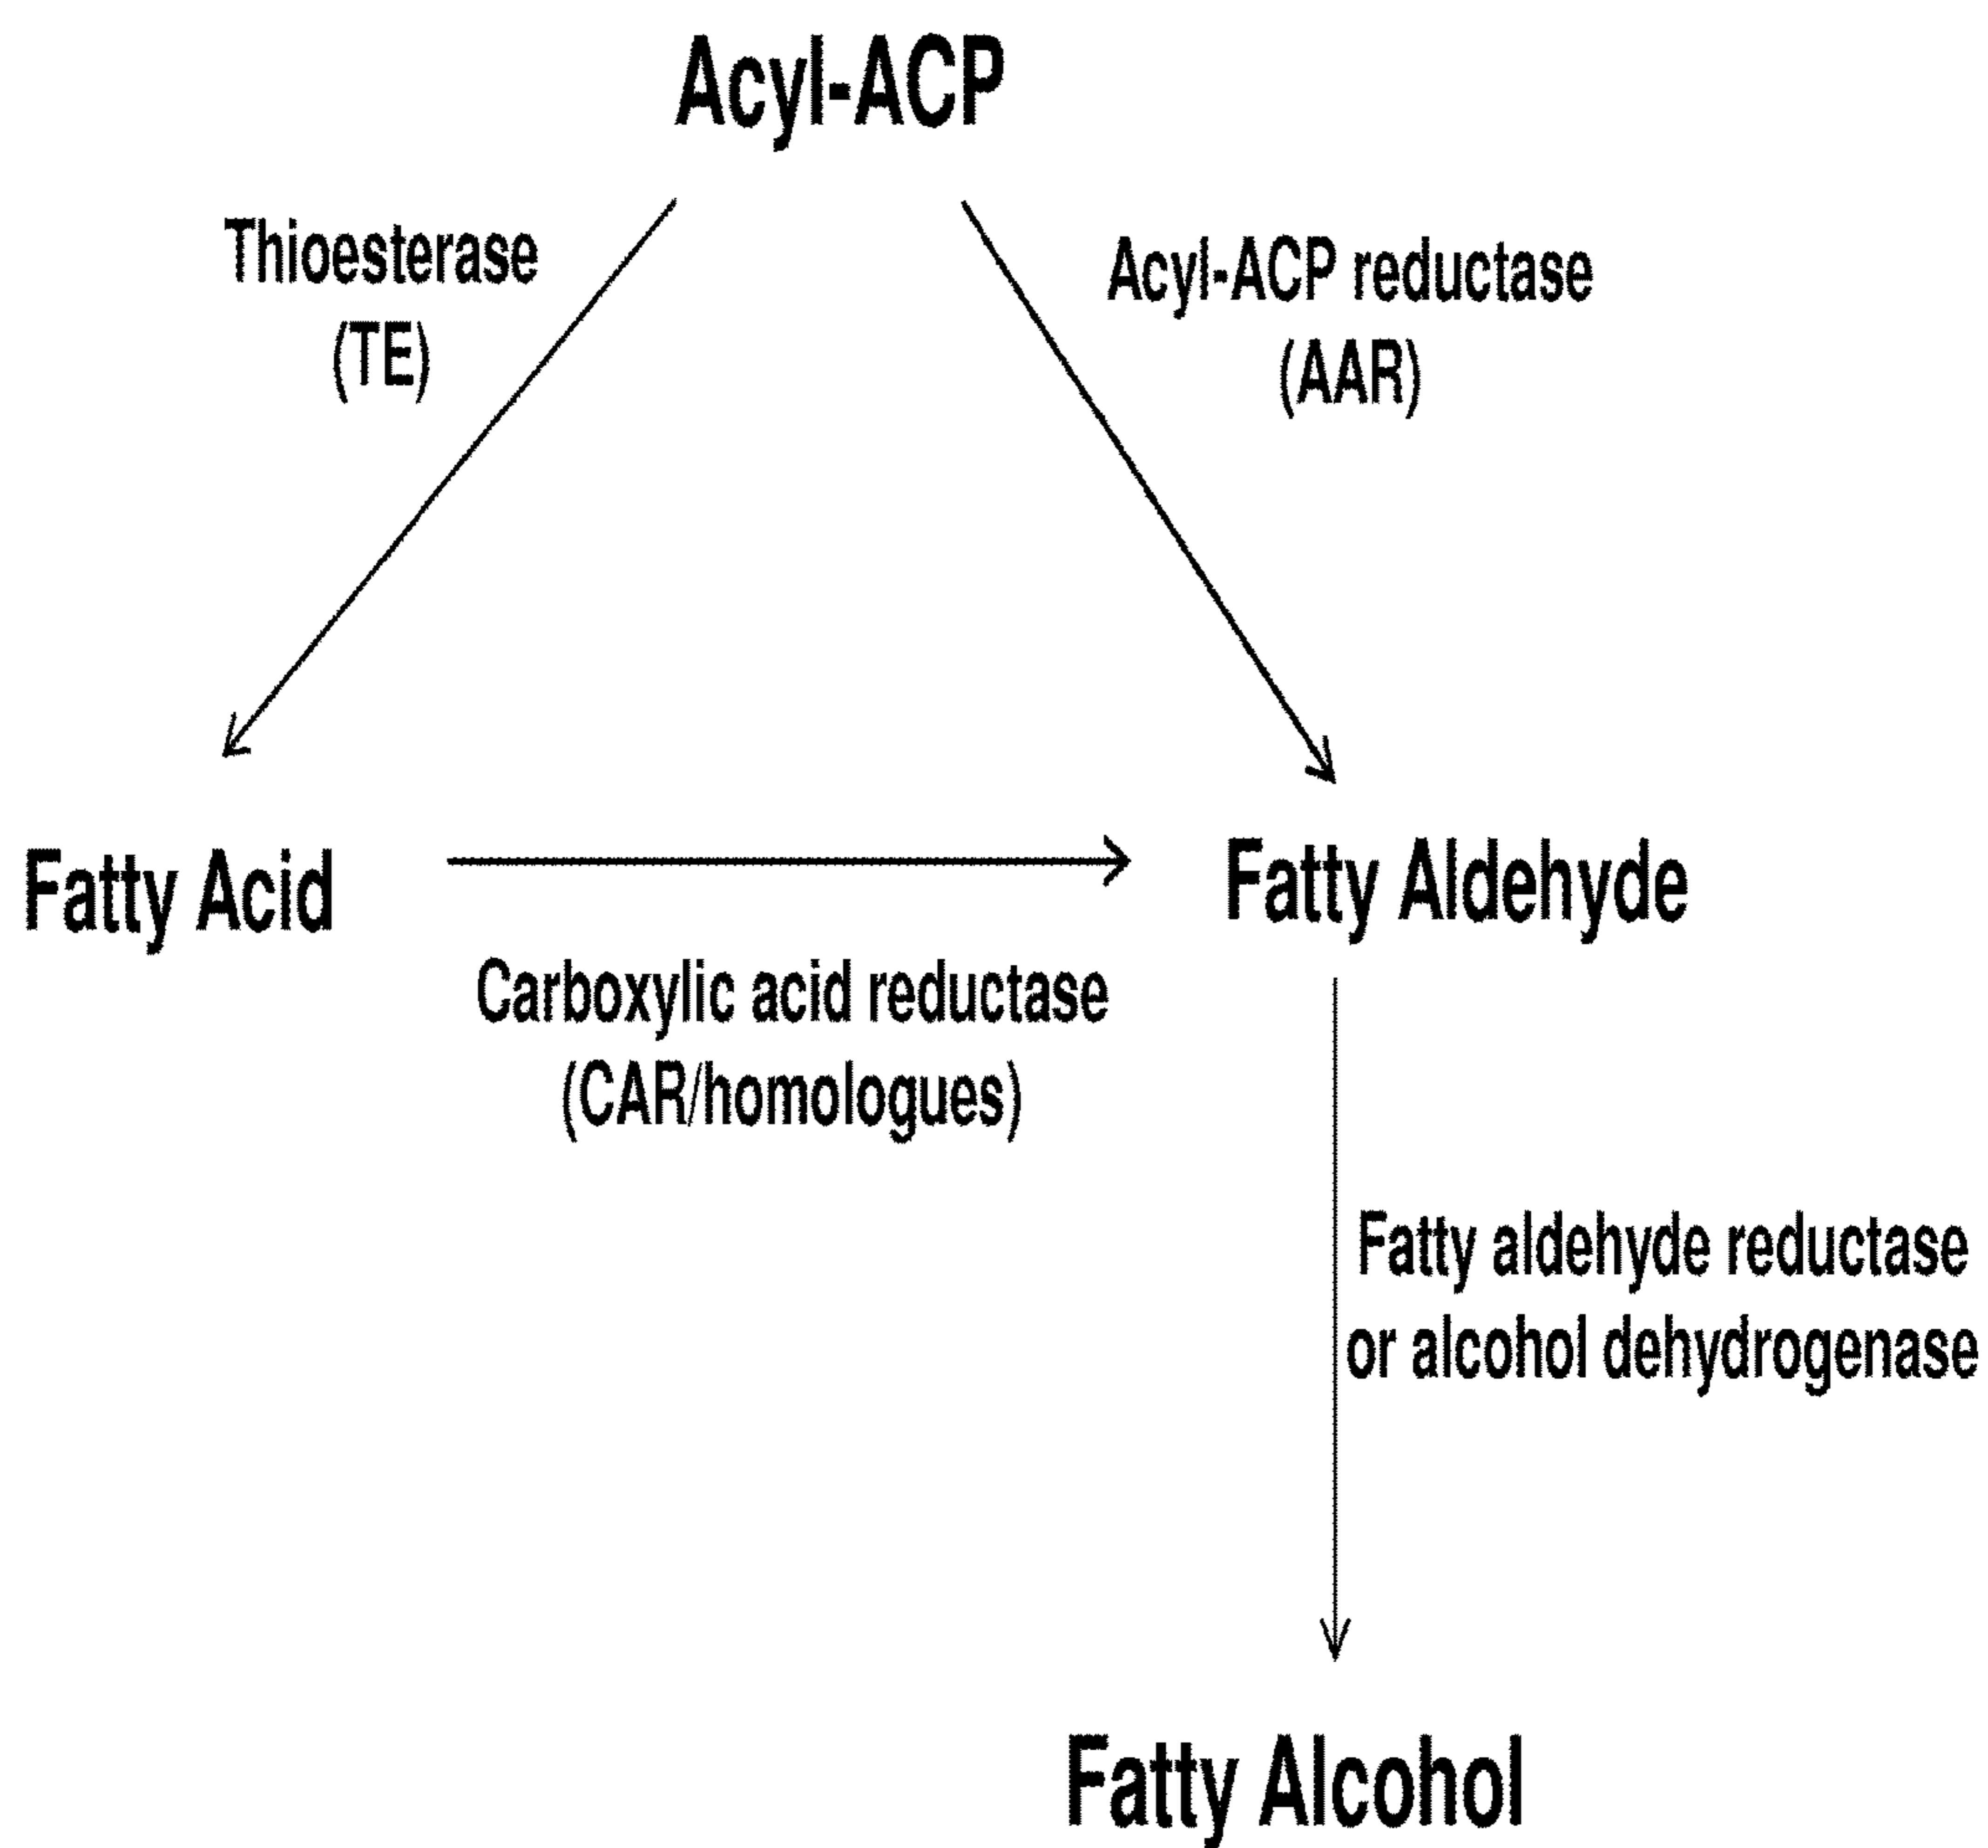 Acyl-ACP
Thioesterase
(TE)
Acyl-ACP reductase
(AAR)
Fatty Acid
Fatty Aldehyde
Carboxylic acid reductase
(CAR/homologues)
Fatty aldehyde reductase
or alcohol dehydrogenase
Fatty Alcohol